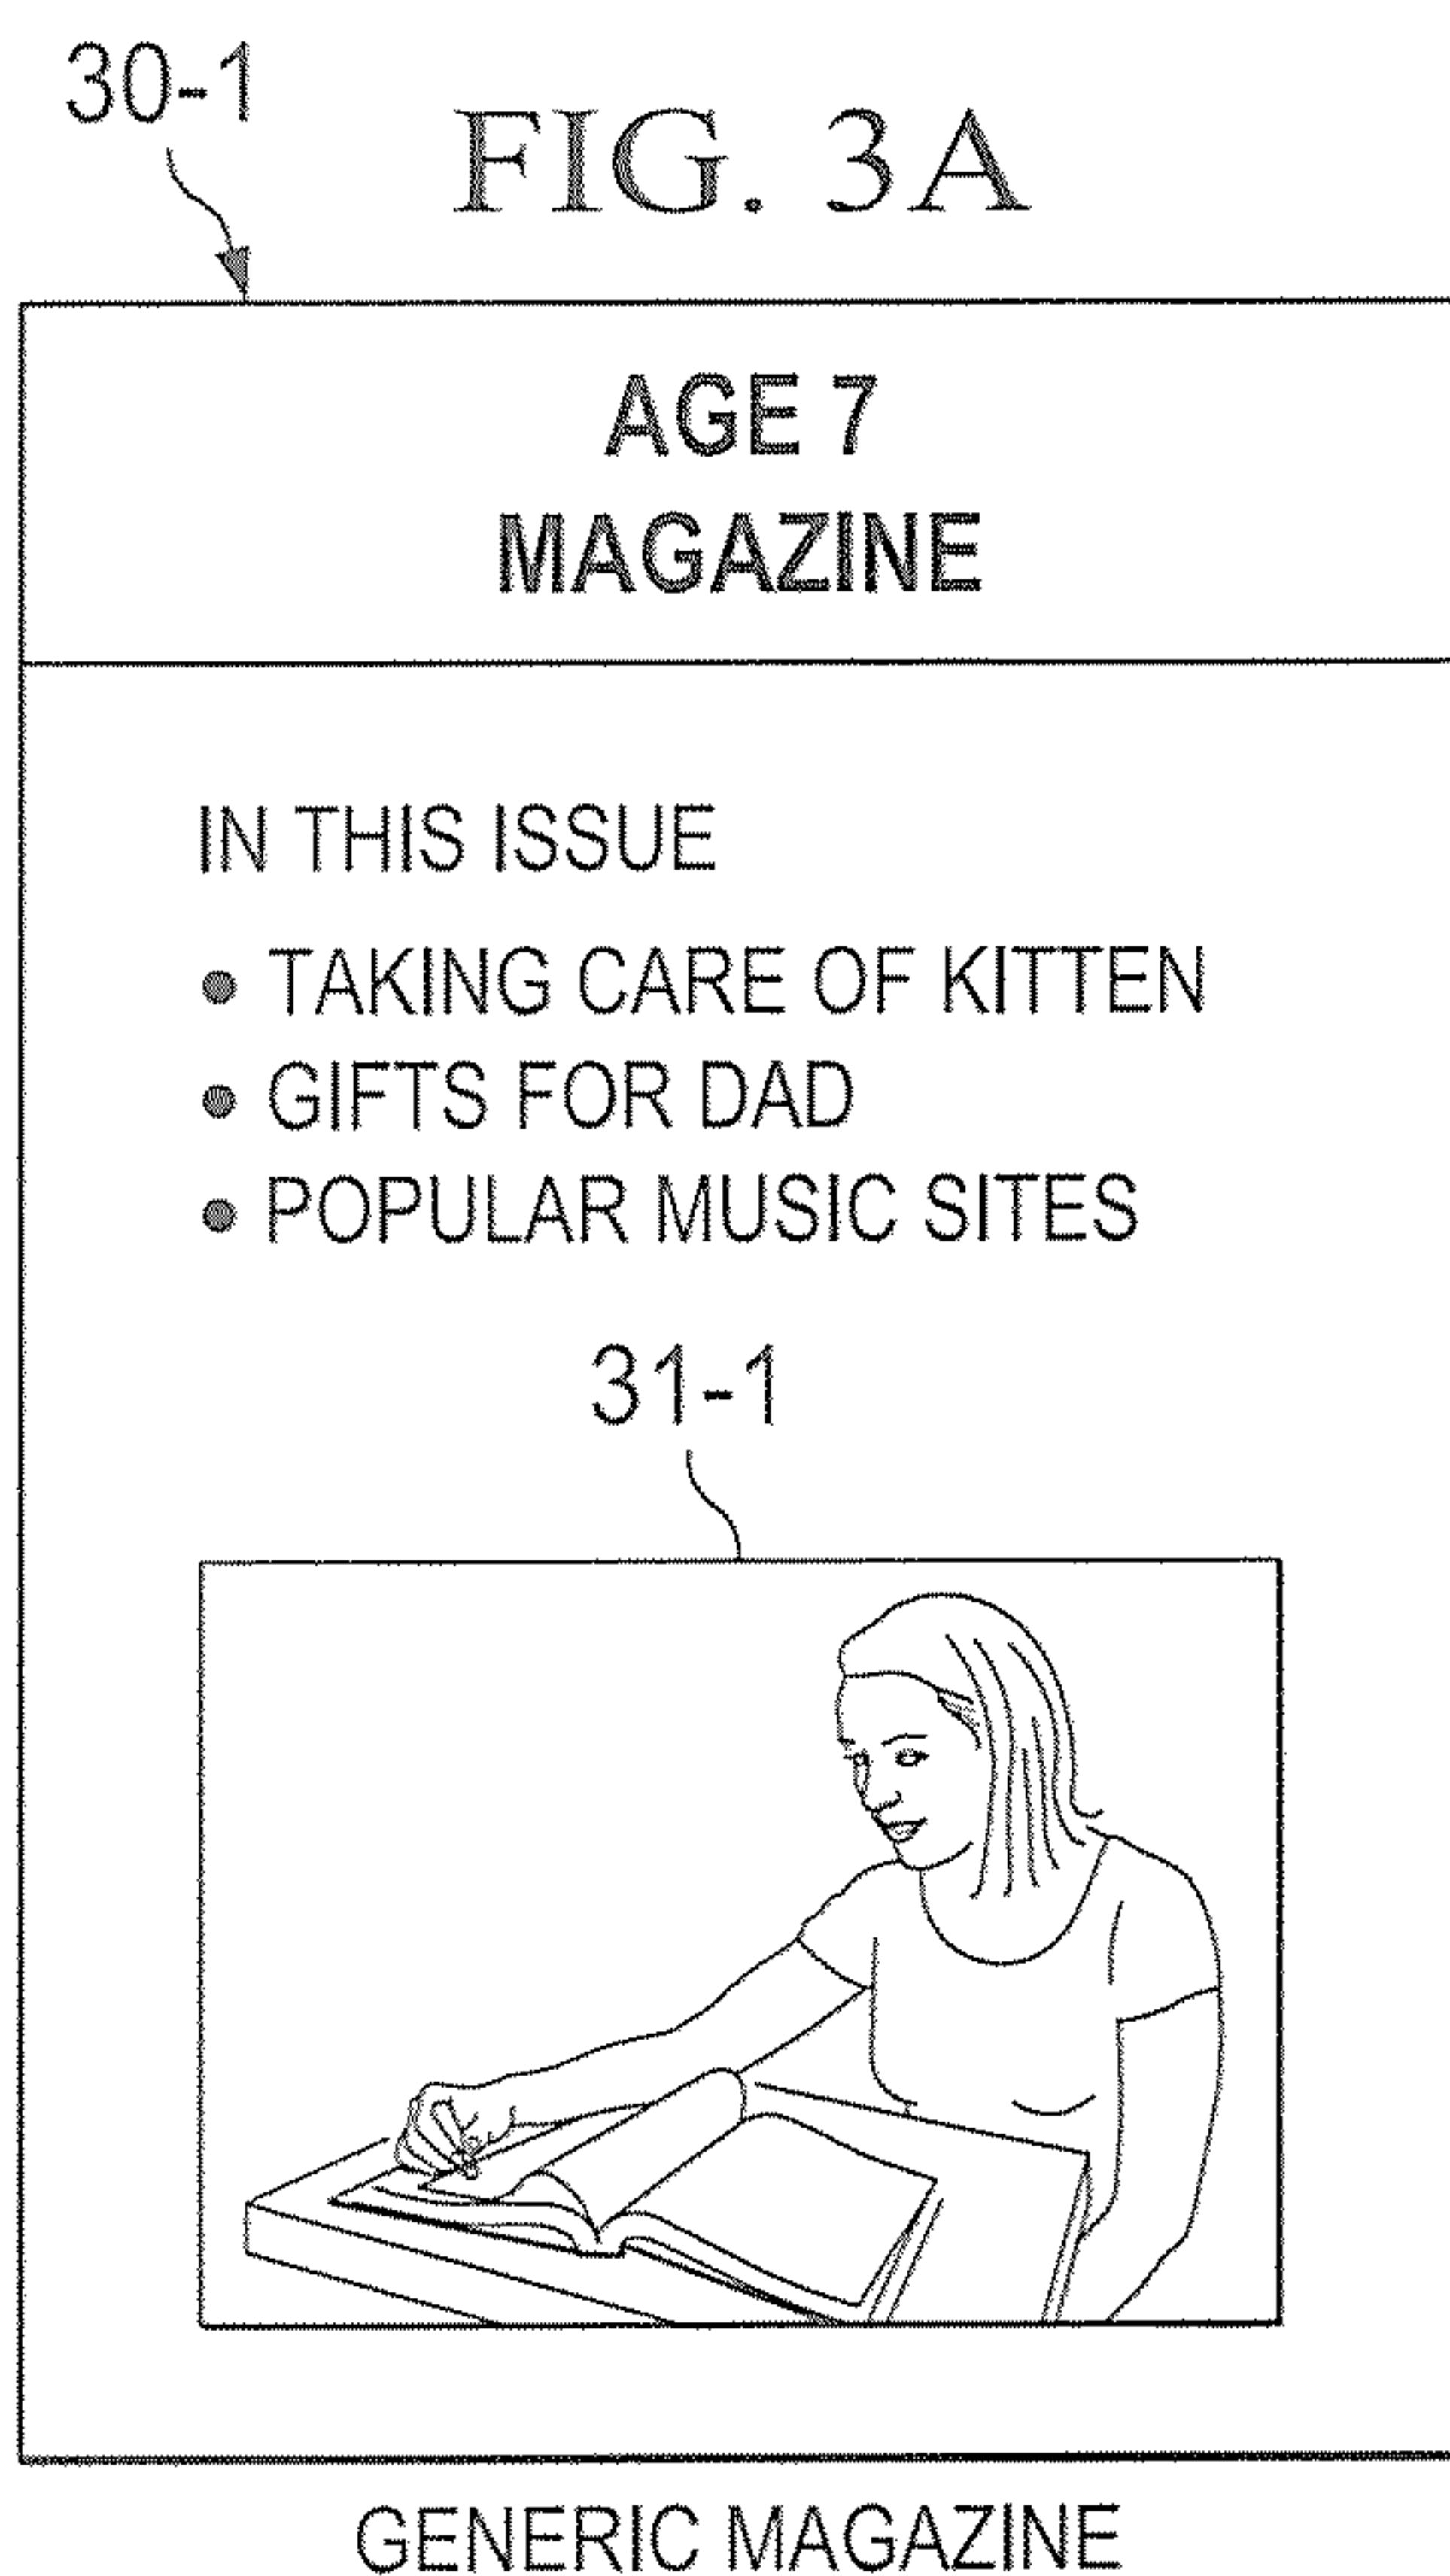 30-1
FIG. 3A
AGE 7
MAGAZINE
IN THIS ISSUE
• TAKING CARE OF KITTEN
• GIFTS FOR DAD
• POPULAR MUSIC SITES
31-1
GENERIC MAGAZINE